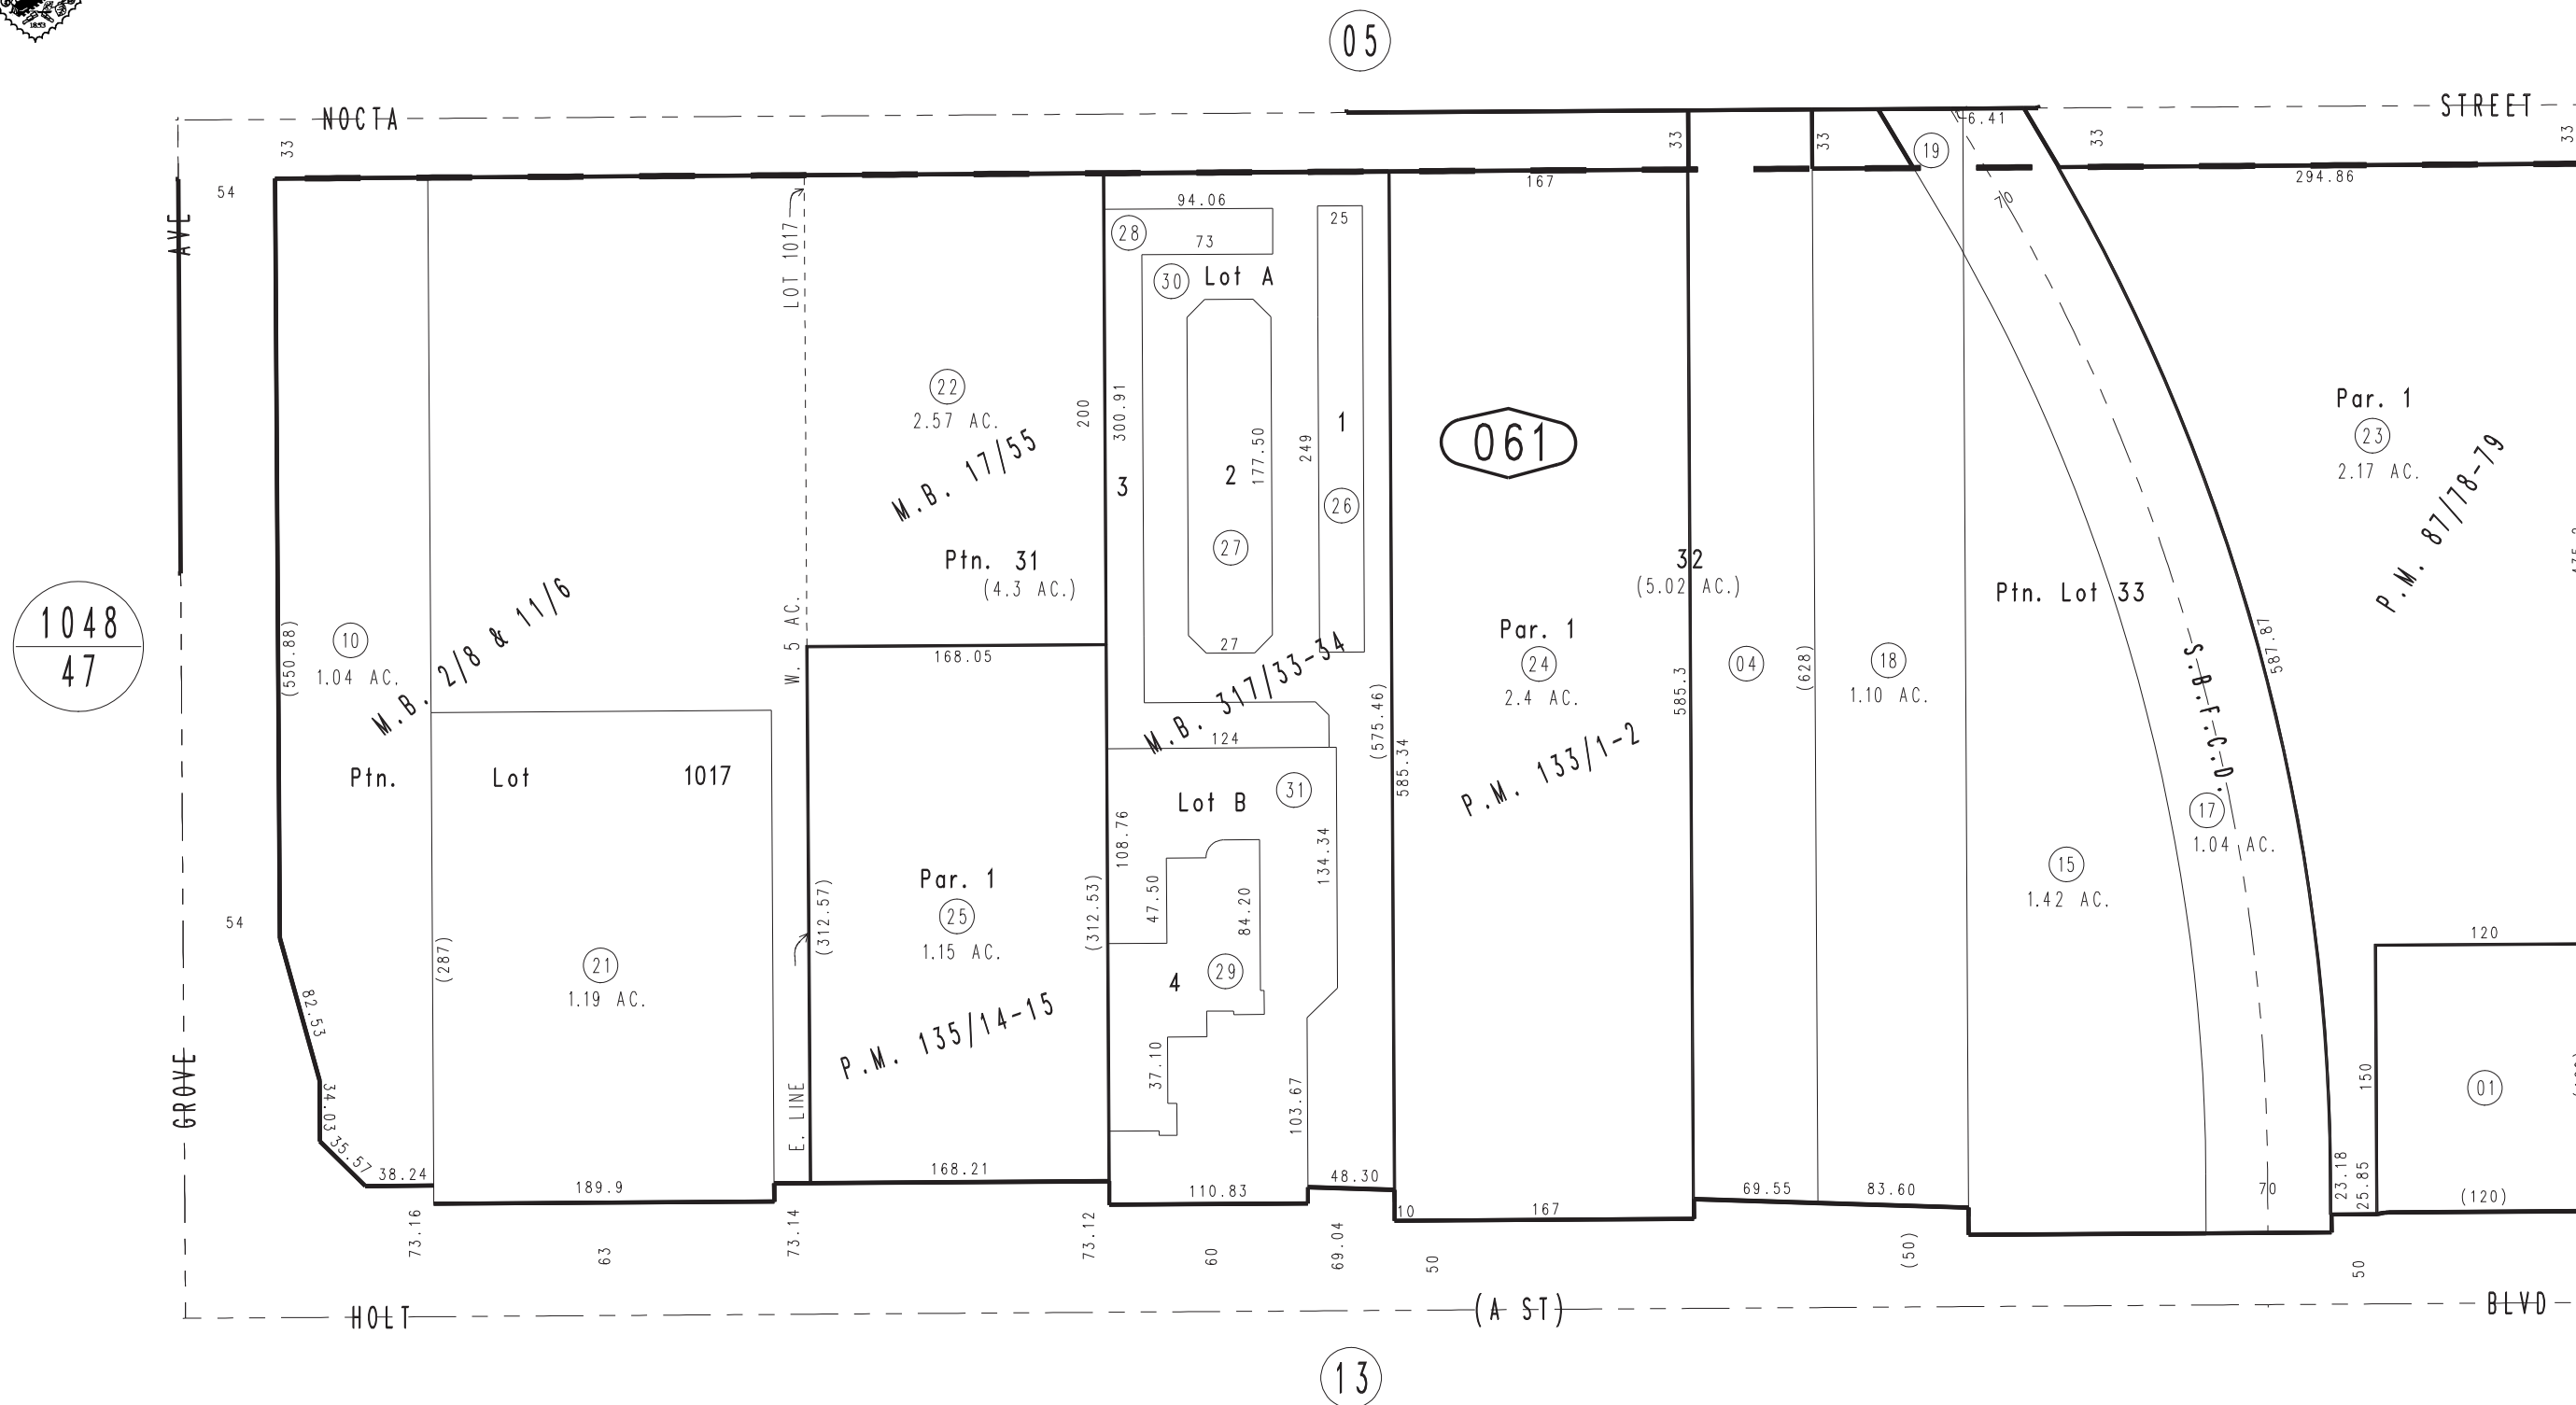 1853
05
NOCTA
STREET
33
33
33
6.41
33
33
19
54
AVE
167
294.86
94.06
25
70
28
73
LOT 1017
30
Lot A
22
2.57 AC.
200
300.91
177.50
249
1
061
Par. 1
23
2.17 AC.
M.B. 17/55
3
2
26
P.M. 87/78-79
27
Ptn. 31
(4.3 AC.)
32
(5.02 AC.)
Ptn. Lot 33
1048
47
10
1.04 AC.
(550.88)
M.B. 2/8 & 11/6
W. 5 AC.
168.05
27
M.B. 317/33-34
(575.46)
585.34
Par. 1
24
2.4 AC.
585.3
04
(628)
18
1.10 AC.
S.B.F.C.D.
587.87
P.M. 133/1-2
124
Ptn.
Lot
1017
31
Lot B
17
1.04 AC.
108.76
134.34
15
1.42 AC.
Par. 1
25
1.15 AC.
(312.57)
(312.53)
47.50
84.20
54
(287)
21
1.19 AC.
120
4
29
82.53
P.M. 135/14-15
37.10
103.67
GROVE
34.03
35.57
E. LINE
150
01
38.24
189.9
168.21
110.83
48.30
10
167
69.55
83.60
70
23.18
25.85
(120)
73.16
63
73.14
73.12
60
69.04
50
(50)
50
HOLT
(A ST)
BLVD
13